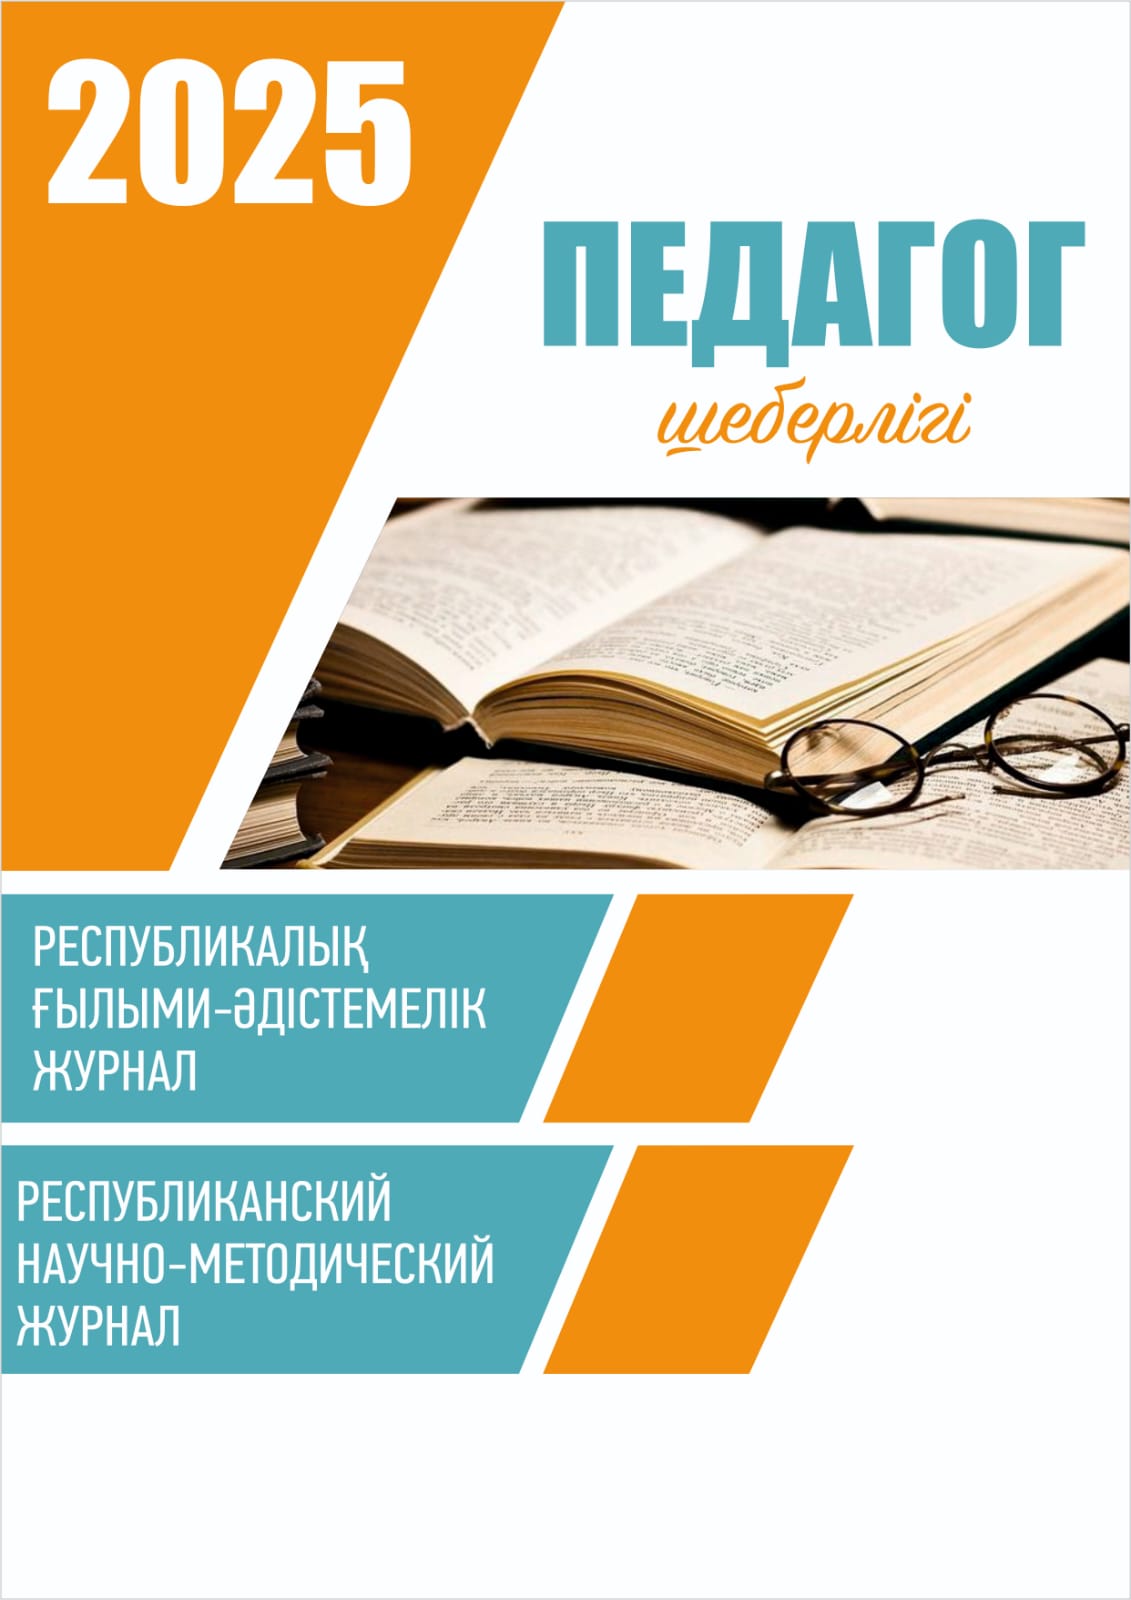 2025
ПЕДАГОГ
шеберлігі
РЕСПУБЛИКАЛЫҚ
ҒЫЛЫМИ-ӘДІСТЕМЕЛІК
ЖУРНАЛ
РЕСПУБЛИКАНСКИЙ
НАУЧНО-МЕТОДИЧЕСКИЙ
ЖУРНАЛ